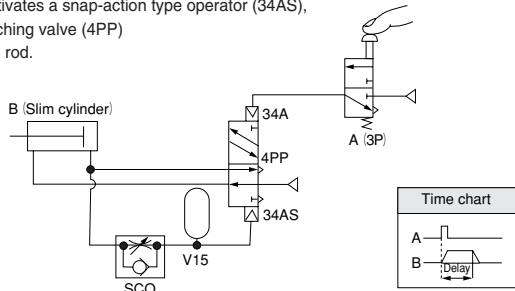 tivates a snap-action type operator (34AS),
ching valve (4PP)
rod.
B (Slim cylinder)
34A
4PP
34AS
A (3P)
V15
SCO
Time chart
A
B
Delay